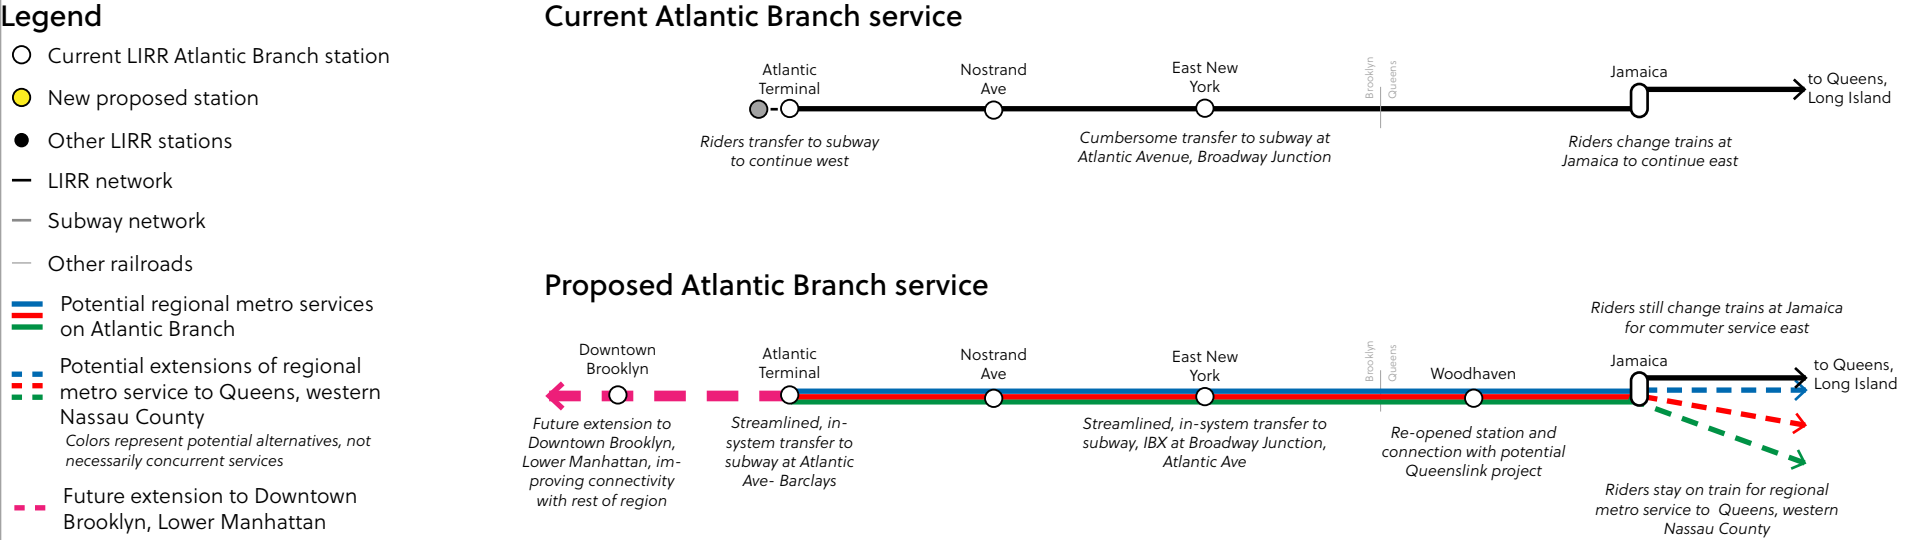 Legend
Current LIRR Atlantic Branch station
New proposed station
Other LIRR stations
LIRR network
Subway network
Other railroads
Potential regional metro services
on Atlantic Branch
Potential extensions of regional
metro service to Queens, western
Nassau County
Colors represent potential alternatives, not
necessarily concurrent services
Future extension to Downtown
Brooklyn, Lower Manhattan
Current Atlantic Branch service
Atlantic
Terminal
Nostrand
Ave
East New
York
Brooklyn
Queens
Jamaica
to Queens,
Long Island
Riders transfer to subway
to continue west
Cumbersome transfer to subway at
Atlantic Avenue, Broadway Junction
Riders change trains at
Jamaica to continue east
Proposed Atlantic Branch service
Riders still change trains at Jamaica
for commuter service east
Downtown
Brooklyn
Atlantic
Terminal
Nostrand
Ave
East New
York
Brooklyn
Queens
Woodhaven
Jamaica
to Queens,
Long Island
Future extension to
Downtown Brooklyn,
Lower Manhattan, im-
proving connectivity
with rest of region
Streamlined, in-
system transfer to
subway at Atlantic
Ave- Barclays
Streamlined, in-system transfer to
subway, IBX at Broadway Junction,
Atlantic Ave
Re-opened station and
connection with potential
Queenslink project
Riders stay on train for regional
metro service to Queens, western
Nassau County